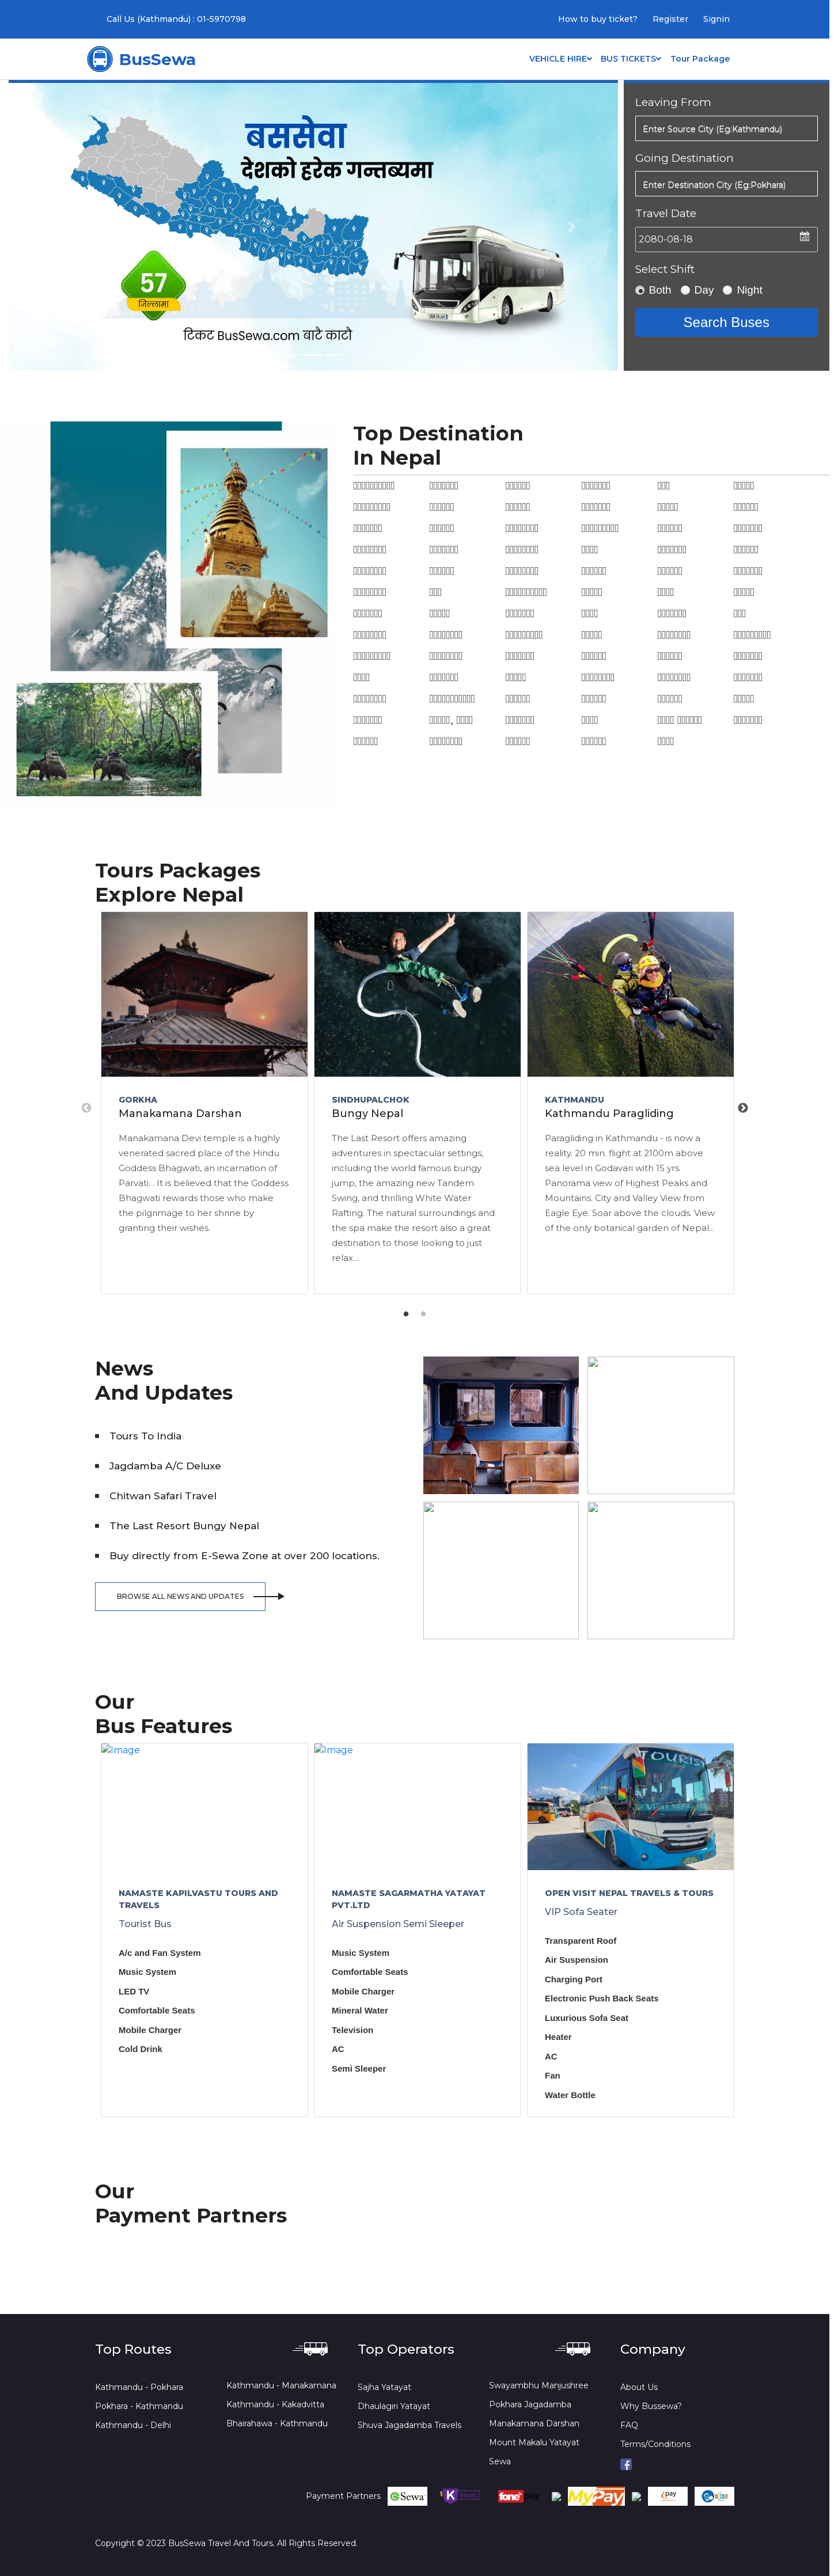 Call Us (Kathmandu) : 01-5970798
How to buy ticket? Register Signin
BusSewa
VEHICLE HIRE BUS TICKETS Tour Package
बससेवा
देशको हरेक गन्तब्यमा
57
जिल्लामा
टिकट BusSewa.com बाटै काटौ
Leaving From
Enter Source City (Eg:Kathmandu)
Going Destination
Enter Destination City (Eg:Pokhara)
Travel Date
2080-08-18
Select Shift
Both Day Night
Search Buses
Top Destination
In Nepal
Tours Packages
Explore Nepal
GORKHA
Manakamana Darshan
Manakamana Devi temple is a highly
venerated sacred place of the Hindu
Goddess Bhagwati, an incarnation of
Parvati. . It is believed that the Goddess
Bhagwati rewards those who make
the pilgrimage to her shrine by
granting their wishes.
SINDHUPALCHOK
Bungy Nepal
The Last Resort offers amazing
adventures in spectacular settings,
including the world famous bungy
jump, the amazing new Tandem
Swing, and thrilling White Water
Rafting. The natural surroundings and
the spa make the resort also a great
destination to those looking to just
relax....
KATHMANDU
Kathmandu Paragliding
Paragliding in Kathmandu - is now a
reality. 20 min. flight at 2100m above
sea level in Godavari with 15 yrs.
Panorama view of Highest Peaks and
Mountains. City and Valley View from
Eagle Eye. Soar above the clouds. View
of the only botanical garden of Nepal...
News
And Updates
Tours To India
Jagdamba A/C Deluxe
Chitwan Safari Travel
The Last Resort Bungy Nepal
Buy directly from E-Sewa Zone at over 200 locations.
BROWSE ALL NEWS AND UPDATES
Our
Bus Features
Image
NAMASTE KAPILVASTU TOURS AND
TRAVELS
Tourist Bus
A/c and Fan System
Music System
LED TV
Comfortable Seats
Mobile Charger
Cold Drink
Image
NAMASTE SAGARMATHA YATAYAT
PVT.LTD
Air Suspension Semi Sleeper
Music System
Comfortable Seats
Mobile Charger
Mineral Water
Television
AC
Semi Sleeper
TOURIST
OPEN VISIT NEPAL TRAVELS & TOURS
VIP Sofa Seater
Transparent Roof
Air Suspension
Charging Port
Electronic Push Back Seats
Luxurious Sofa Seat
Heater
AC
Fan
Water Bottle
Our
Payment Partners
Top Routes
Kathmandu - Pokhara
Pokhara - Kathmandu
Kathmandu - Delhi
Kathmandu - Manakamana
Kathmandu - Kakadvitta
Bhairahawa - Kathmandu
Top Operators
Sajha Yatayat
Dhaulagiri Yatayat
Shuva Jagadamba Travels
Swayambhu Manjushree
Pokhara Jagadamba
Manakamana Darshan
Mount Makalu Yatayat
Sewa
Company
About Us
Why Bussewa?
FAQ
Terms/Conditions
Payment Partners eSewa khalti fonepay MyPay
Copyright © 2023 BusSewa Travel And Tours. All Rights Reserved.